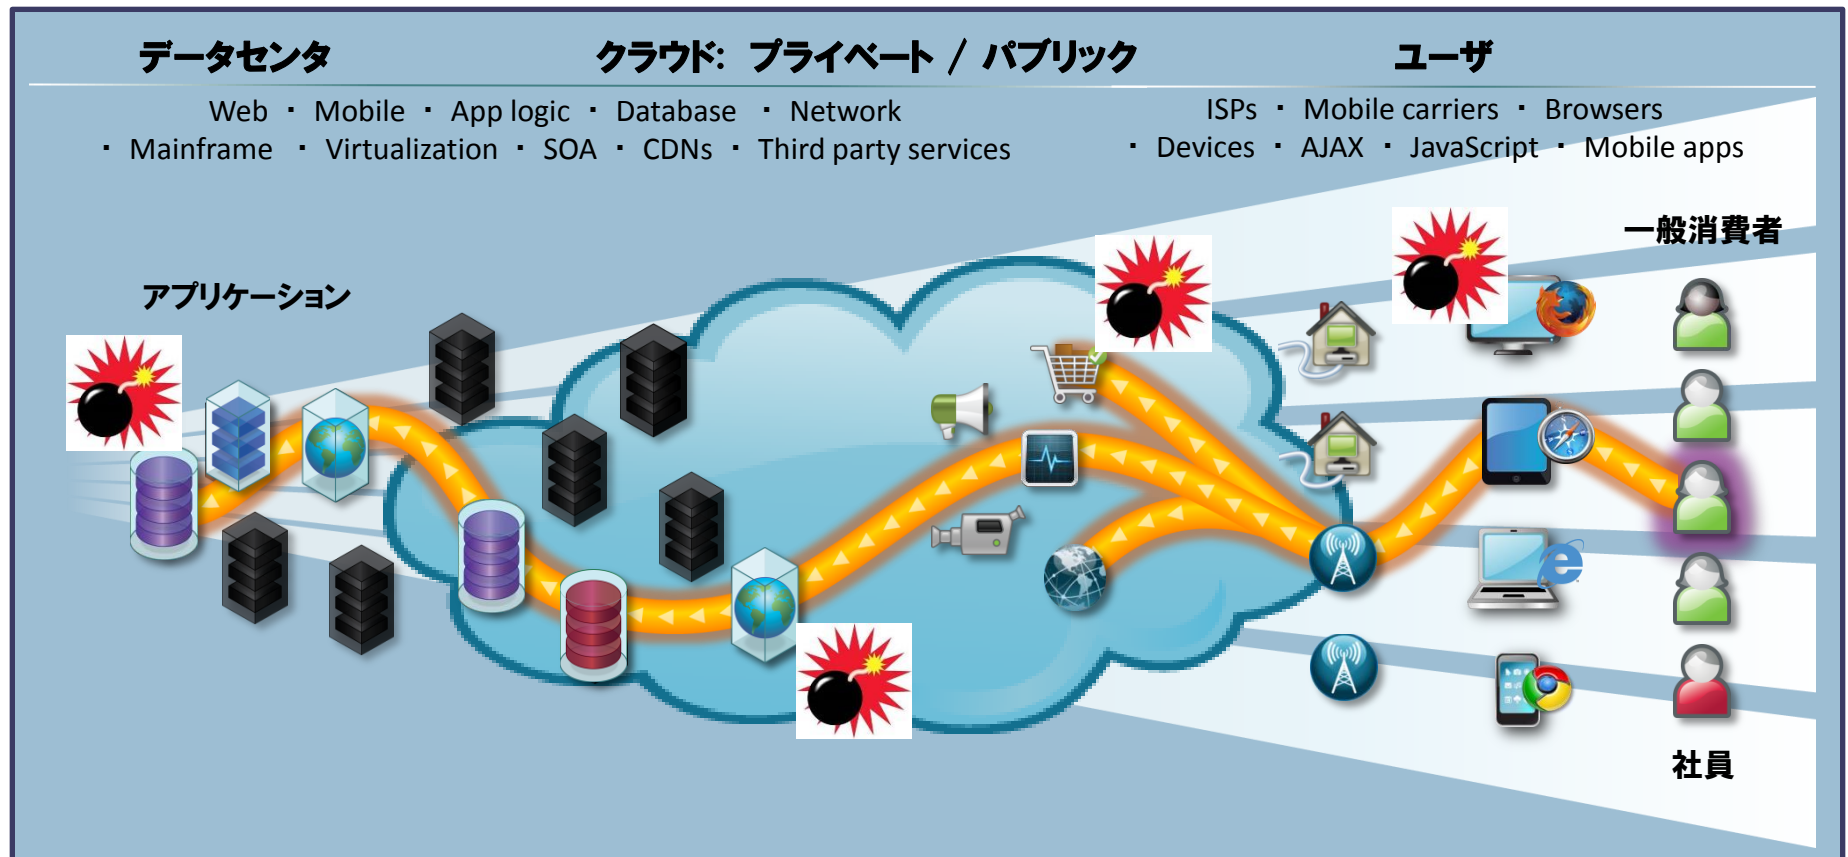 データセンタ
クラウド: プライベート / パブリック
ユーザ
Web ・ Mobile ・ App logic ・ Database ・ Network
・ Mainframe ・ Virtualization ・ SOA ・ CDNs ・ Third party services
ISPs ・ Mobile carriers ・ Browsers
・ Devices ・ AJAX ・ JavaScript ・ Mobile apps
一般消費者
アプリケーション
社員